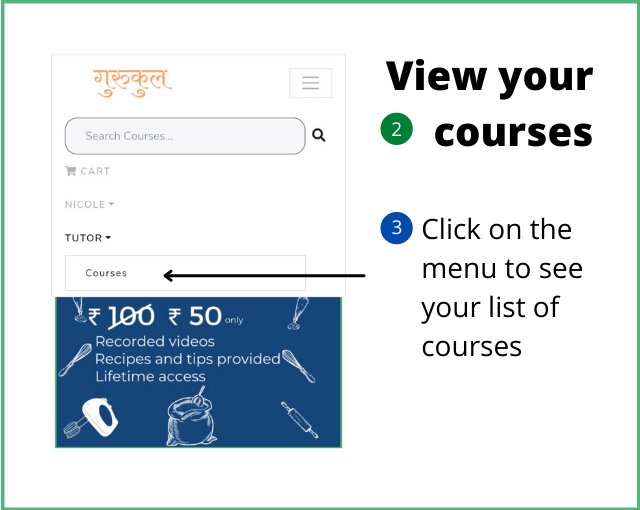 गुरुकुल
Search Courses...
CART
NICOLE
TUTOR
Courses
₹ 100 ₹ 50 only
Recorded videos
Recipes and tips provided
Lifetime access
View your
2 courses
3 Click on the
menu to see
your list of
courses